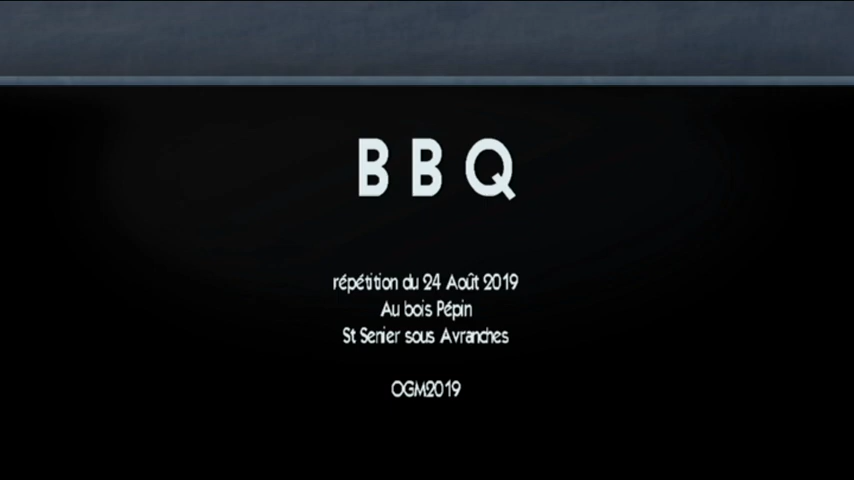 B B Q
répétition du 24 Août 2019
Au bois Pépin
St Senier sous Avranches
OGM2019